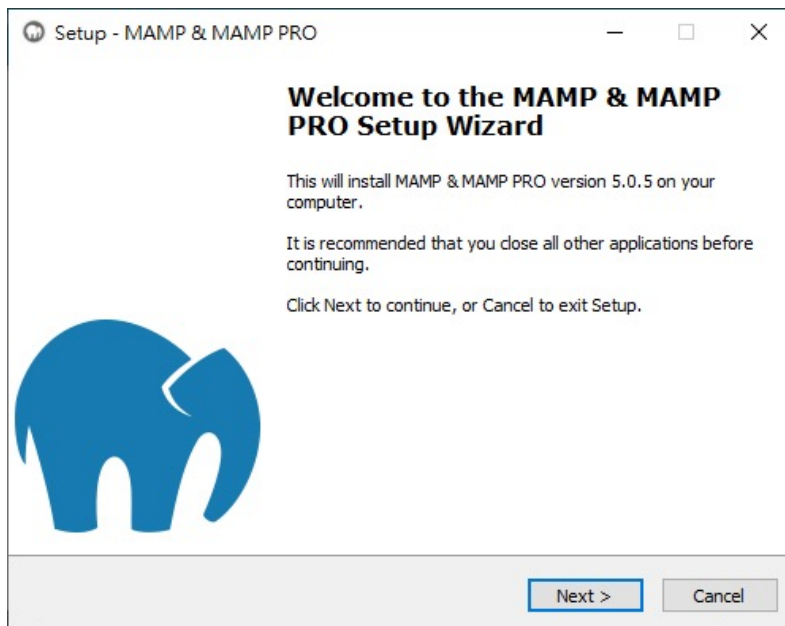 Setup - MAMP & MAMP PRO
Welcome to the MAMP & MAMP
PRO Setup Wizard
This will install MAMP & MAMP PRO version 5.0.5 on your
computer.
It is recommended that you close all other applications before
continuing.
Click Next to continue, or Cancel to exit Setup.
Next >
Cancel